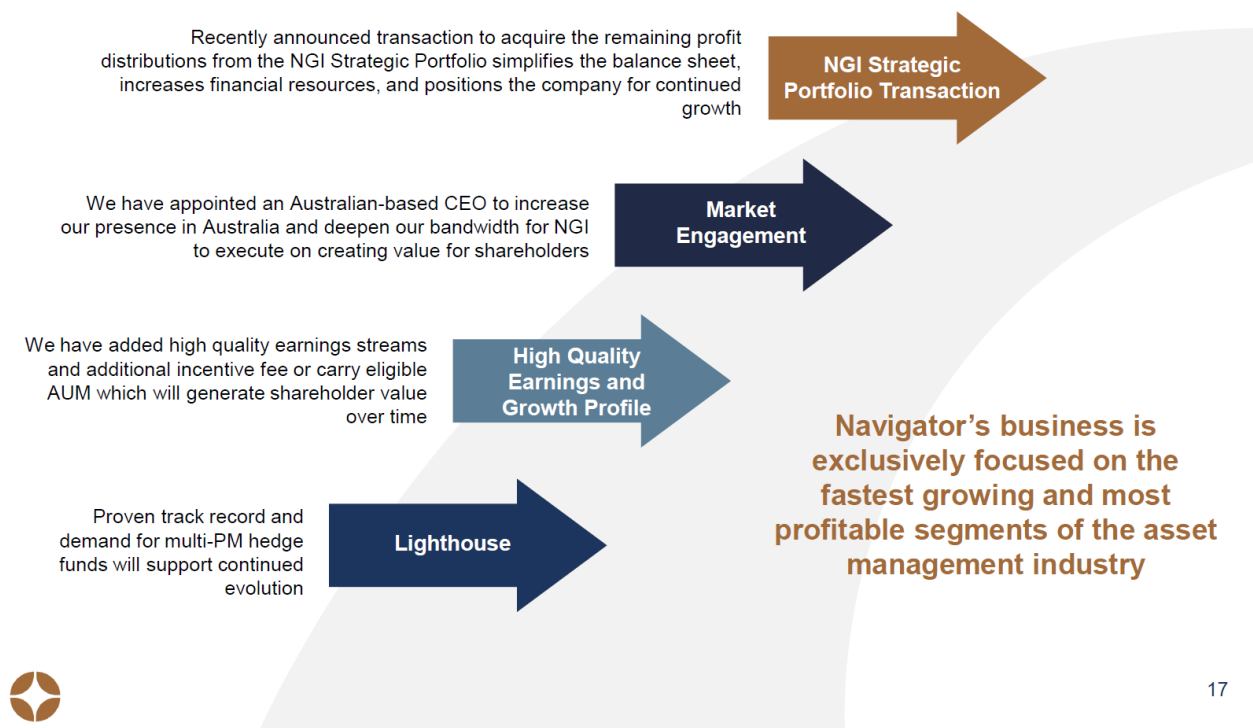 Recently announced transaction to acquire the remaining profit
distributions from the NGI Strategic Portfolio simplifies the balance sheet,
increases financial resources, and positions the company for continued
growth
NGI Strategic
Portfolio Transaction
We have appointed an Australian-based CEO to increase
our presence in Australia and deepen our bandwidth for NGI
to execute on creating value for shareholders
Market
Engagement
We have added high quality earnings streams
and additional incentive fee or carry eligible
AUM which will generate shareholder value
over time
High Quality
Earnings and
Growth Profile
Proven track record and
demand for multi-PM hedge
funds will support continued
evolution
Lighthouse
Navigator’s business is
exclusively focused on the
fastest growing and most
profitable segments of the asset
management industry
17